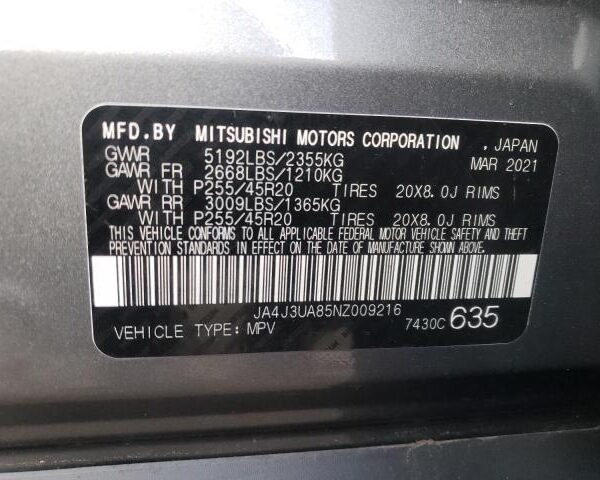 MFD.BY MITSUBISHI MOTORS CORPORATION , JAPAN
GVWR 5192LBS/2355KG MAR 2021
GAWR FR 2668LBS/1210KG
WITH P255/45R20 TIRES 20X8.0J RIMS
GAWR RR 3009LBS/1365KG
WITH P255/45R20 TIRES 20X8.0J RIMS
THIS VEHICLE CONFORMS TO ALL APPLICABLE FEDERAL MOTOR VEHICLE SAFETY AND THEFT
PREVENTION STANDARDS IN EFFECT ON THE DATE OF MANUFACTURE SHOWN ABOVE.
JA4J3UA85NZ009216
VEHICLE TYPE: MPV 7430C 635